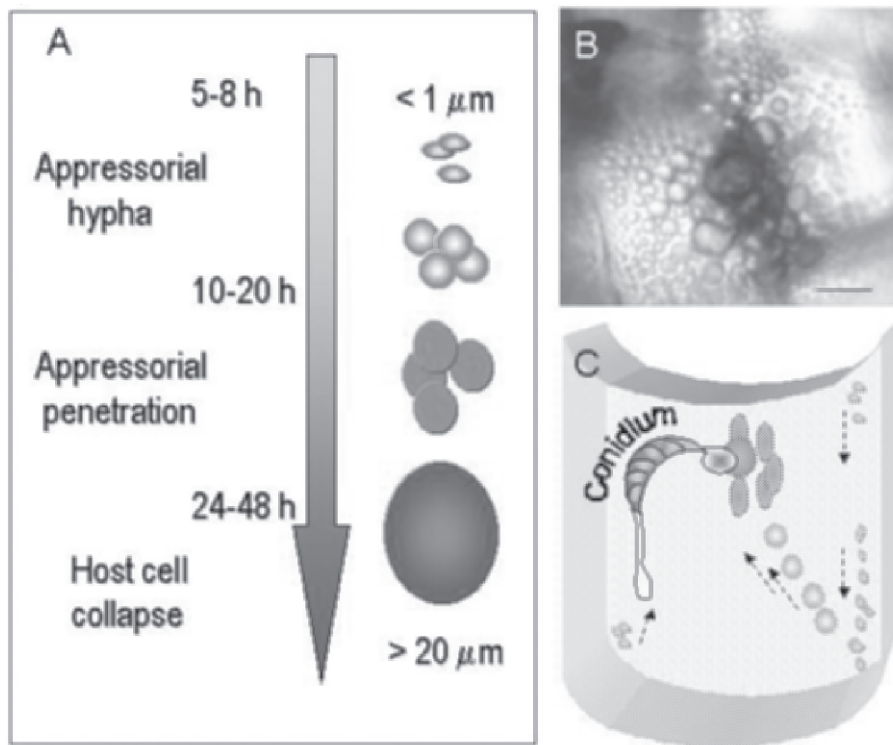 A
5-8 h
< 1 μm
Appressorial
hypha
10-20 h
Appressorial
penetration
24-48 h
Host cell
collapse
> 20 μm
B
C
Conidium